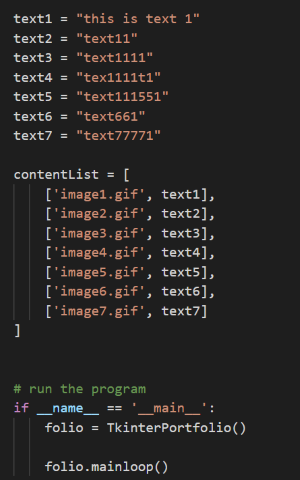 text1 = "this is text 1"
text2 = "text11"
text3 = "text1111"
text4 = "tex1111t1"
text5 = "text111551"
text6 = "text661"
text7 = "text77771"

contentList = [
    ['image1.gif', text1],
    ['image2.gif', text2],
    ['image3.gif', text3],
    ['image4.gif', text4],
    ['image5.gif', text5],
    ['image6.gif', text6],
    ['image7.gif', text7]
]


# run the program
if __name__ == '__main__':
    folio = TkinterPortfolio()

    folio.mainloop()